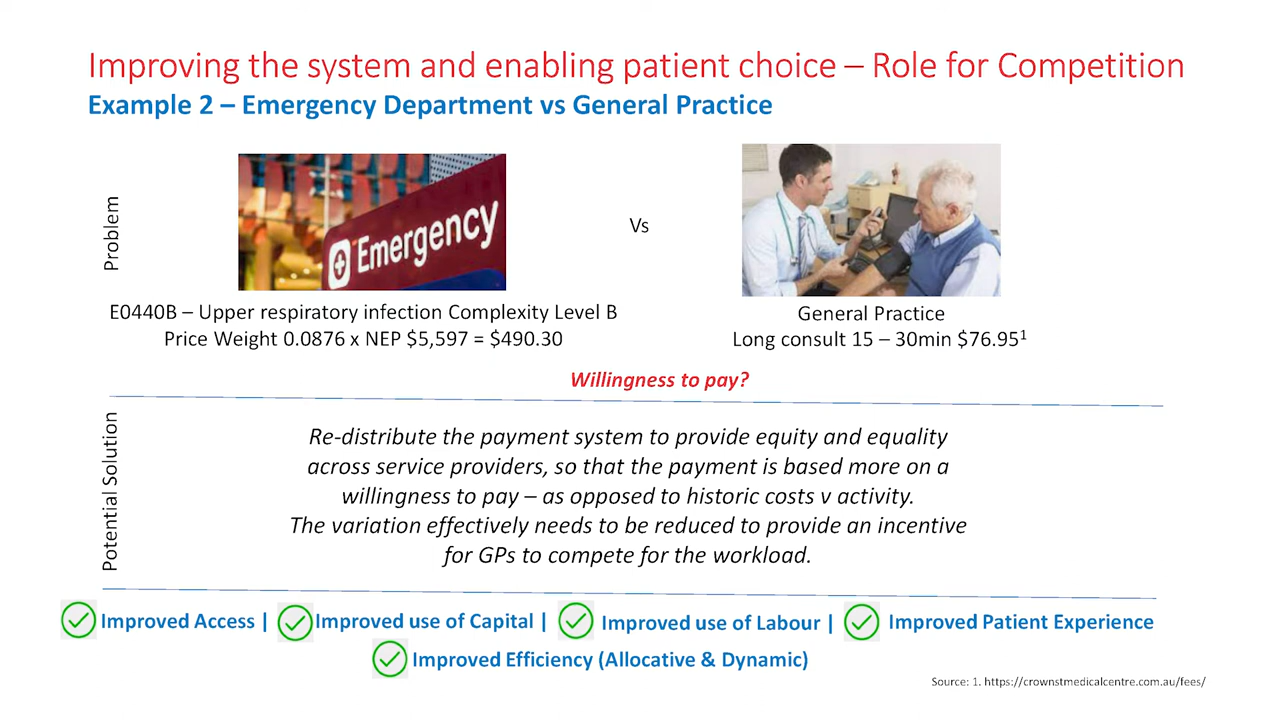 Improving the system and enabling patient choice – Role for Competition
Example 2 – Emergency Department vs General Practice
Problem
Emergency
Vs
E0440B – Upper respiratory infection Complexity Level B
Price Weight 0.0876 x NEP $5,597 = $490.30
General Practice
Long consult 15 – 30min $76.95¹
Willingness to pay?
Potential Solution
Re-distribute the payment system to provide equity and equality
across service providers, so that the payment is based more on a
willingness to pay – as opposed to historic costs v activity.
The variation effectively needs to be reduced to provide an incentive
for GPs to compete for the workload.
Improved Access | Improved use of Capital | Improved use of Labour | Improved Patient Experience
Improved Efficiency (Allocative & Dynamic)
Source: 1. https://crownstmedicalcentre.com.au/fees/